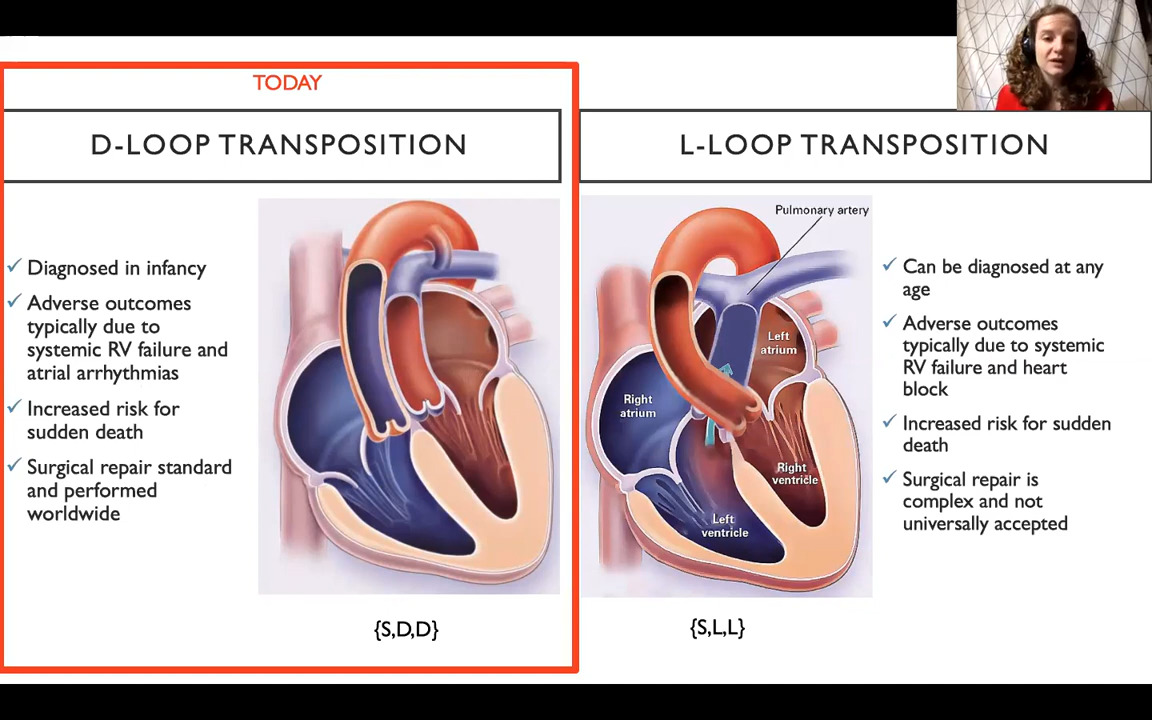 TODAY
D-LOOP TRANSPOSITION
Diagnosed in infancy
Adverse outcomes
typically due to
systemic RV failure and
atrial arrhythmias
Increased risk for
sudden death
Surgical repair standard
and performed
worldwide
{S,D,D}
L-LOOP TRANSPOSITION
Pulmonary artery
Left
atrium
Right
atrium
Right
ventricle
Left
ventricle
{S,L,L}
Can be diagnosed at any
age
Adverse outcomes
typically due to systemic
RV failure and heart
block
Increased risk for sudden
death
Surgical repair is
complex and not
universally accepted